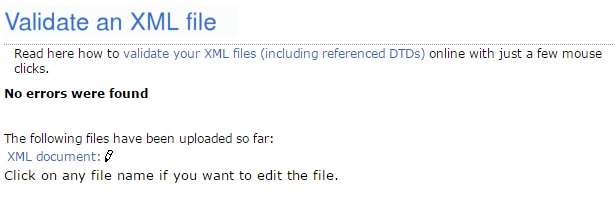 Validate an XML file
Read here how to validate your XML files (including referenced DTDs) online with just a few mouse
clicks.
No errors were found
The following files have been uploaded so far:
XML document:
Click on any file name if you want to edit the file.